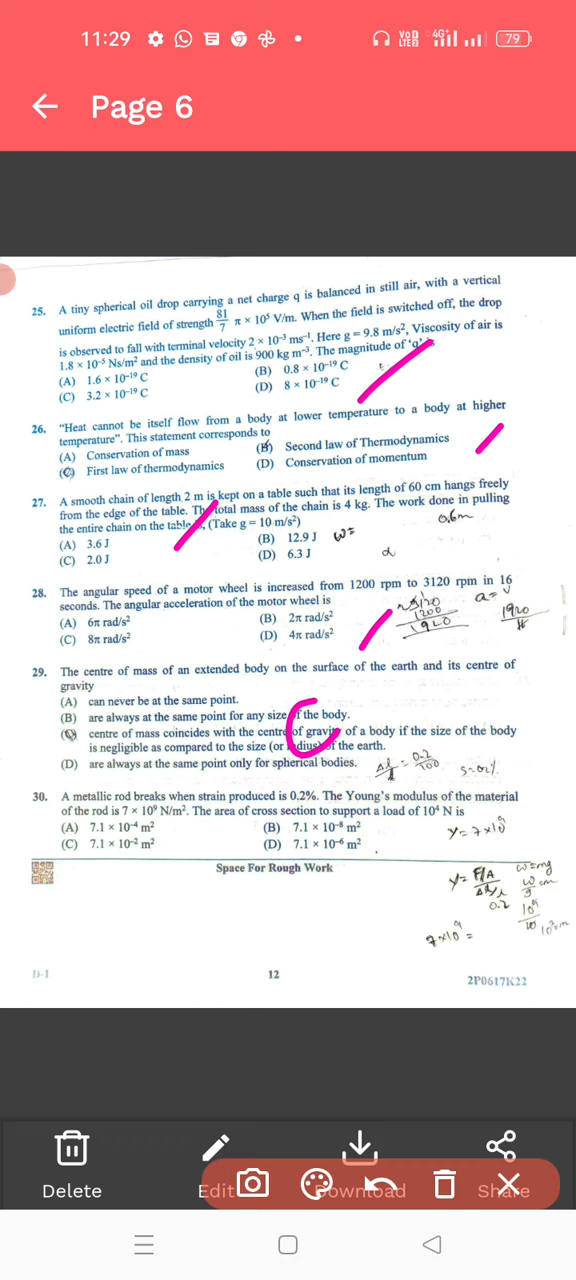 11:29
VoD LTE2 4G+ 79
Page 6
25. A tiny spherical oil drop carrying a net charge q is balanced in still air, with a vertical
uniform electric field of strength 81/7 π × 10⁵ V/m. When the field is switched off, the drop
is observed to fall with terminal velocity 2 × 10⁻³ ms⁻¹. Here g = 9.8 m/s², Viscosity of air is
1.8 × 10⁻⁵ Ns/m² and the density of oil is 900 kg m⁻³. The magnitude of 'q' is
(A) 1.6 × 10⁻¹⁹ C
(B) 0.8 × 10⁻¹⁹ C
(C) 3.2 × 10⁻¹⁹ C
(D) 8 × 10⁻¹⁹ C
26. "Heat cannot be itself flow from a body at lower temperature to a body at higher
temperature". This statement corresponds to
(A) Conservation of mass
(B) Second law of Thermodynamics
(C) First law of thermodynamics
(D) Conservation of momentum
27. A smooth chain of length 2 m is kept on a table such that its length of 60 cm hangs freely
from the edge of the table. The total mass of the chain is 4 kg. The work done in pulling
the entire chain on the table is, (Take g = 10 m/s²)
0.6m
(A) 3.6 J
(B) 12.9 J
W=
(C) 2.0 J
(D) 6.3 J
α
28. The angular speed of a motor wheel is increased from 1200 rpm to 3120 rpm in 16
seconds. The angular acceleration of the motor wheel is
(A) 6π rad/s²
(B) 2π rad/s²
(C) 8π rad/s²
(D) 4π rad/s²
3120
1200
1920
a = v
1920
29. The centre of mass of an extended body on the surface of the earth and its centre of
gravity
(A) can never be at the same point.
(B) are always at the same point for any size of the body.
(C) centre of mass coincides with the centre of gravity of a body if the size of the body
is negligible as compared to the size (or radius) of the earth.
(D) are always at the same point only for spherical bodies.
Δl/l = 0.2/100
30. A metallic rod breaks when strain produced is 0.2%. The Young's modulus of the material
of the rod is 7 × 10⁹ N/m². The area of cross section to support a load of 10⁴ N is
(A) 7.1 × 10⁻⁴ m²
(B) 7.1 × 10⁻⁸ m²
(C) 7.1 × 10⁻² m²
(D) 7.1 × 10⁻⁶ m²
Y = 7×10⁹
Space For Rough Work
Y = F/A
Δl/l
0.2
W=mg
7×10⁹ =
D-1
12
2P0617K22
Delete
Edit
Download
Share